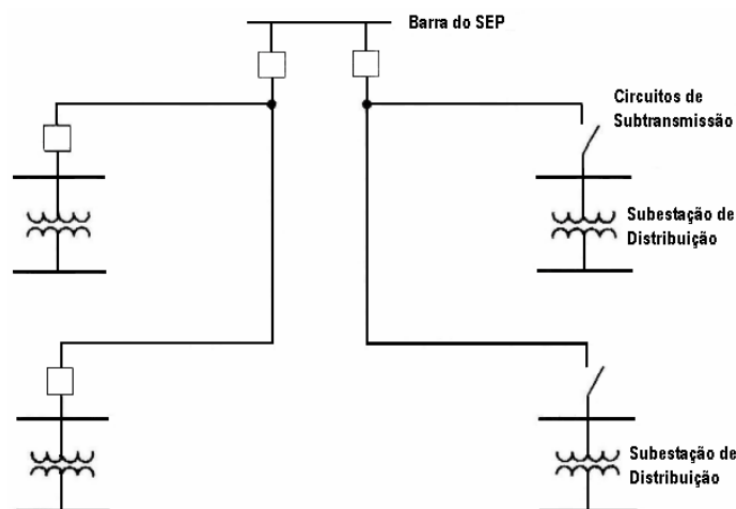 Barra do SEP
Circuitos de
Subtransmissão
Subestação de
Distribuição
Subestação de
Distribuição